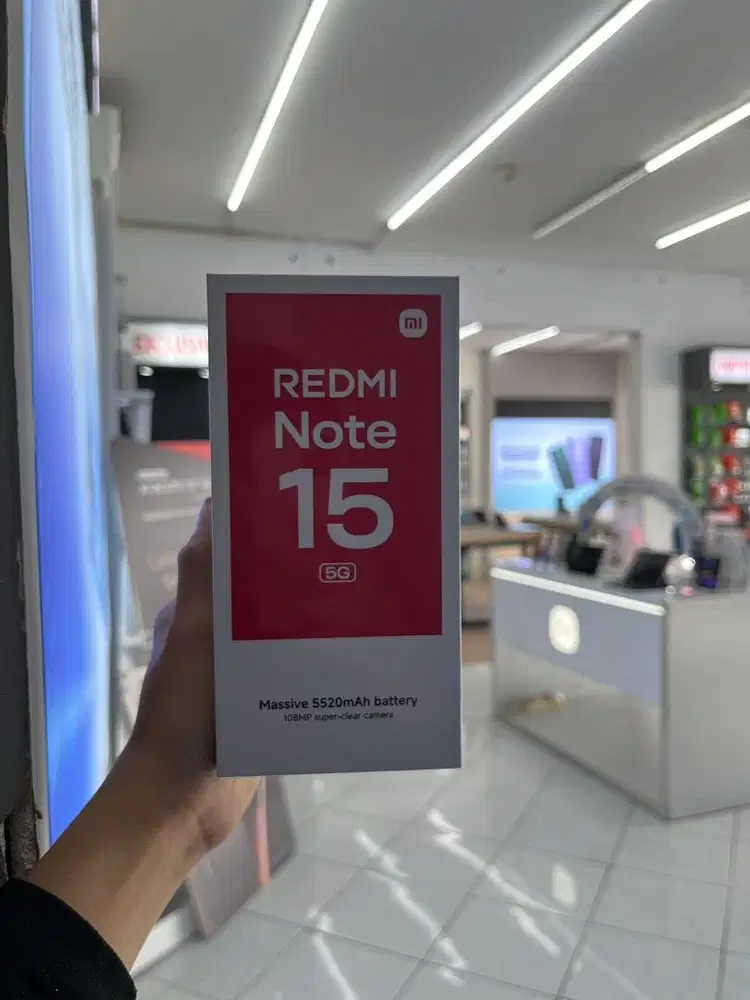 mi
REDMI
Note
15
5G
Massive 5520mAh battery
108MP super-clear camera